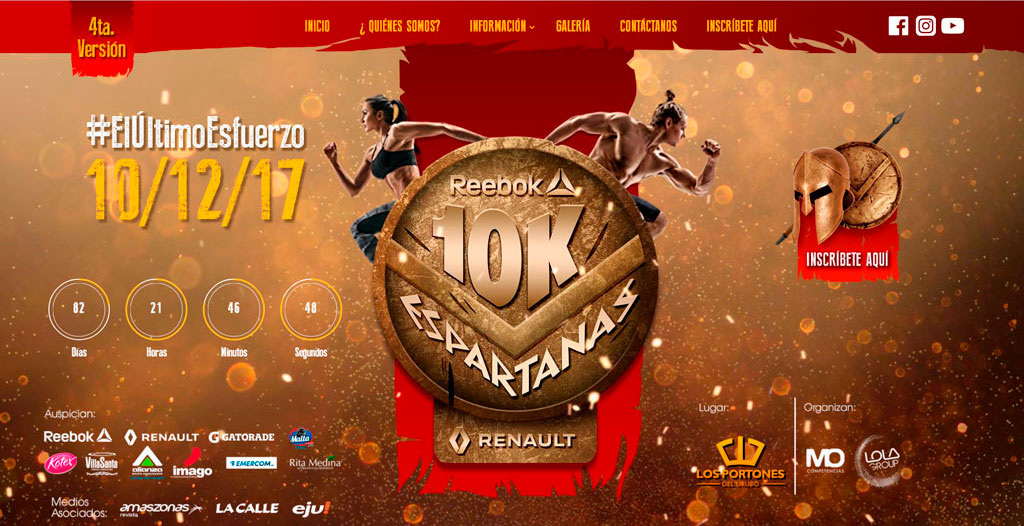 4ta.
Versión
INICIO ¿ QUIÉNES SOMOS? INFORMACIÓN GALERÍA CONTÁCTANOS INSCRÍBETE AQUÍ
#ElÚltimoEsfuerzo
10/12/17
82 21 46 48
Días Horas Minutos Segundos
Reebok
10K
ESPARTANAS
RENAULT
INSCRÍBETE AQUÍ
Auspician:
Reebok RENAULT GATORADE Malta
Kotex VillaSanta alianza imago EMERCOM Rita Medina
Medios
Asociados:
revista amazonas LA CALLE eju!
Lugar:
LOS PORTONES
DEL URUBÓ
Organizan:
MO
COMPETENCIAS
LOLA
GROUP